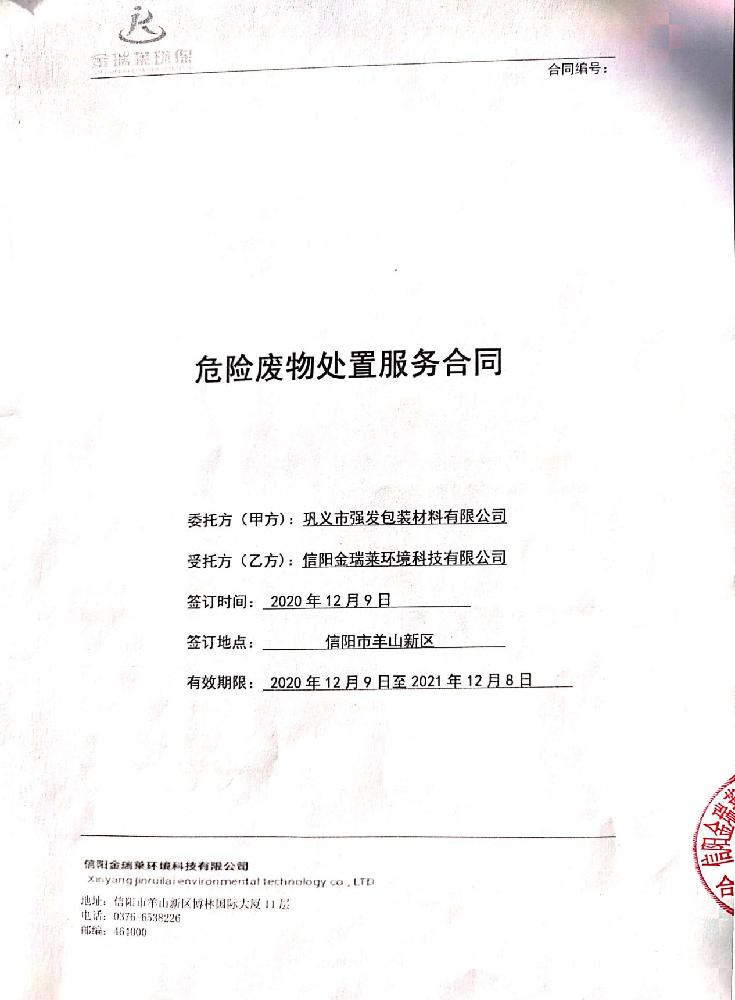 金瑞莱环保
合同编号：
危险废物处置服务合同
委托方（甲方）：巩义市强发包装材料有限公司
受托方（乙方）：信阳金瑞莱环境科技有限公司
签订时间： 2020 年 12 月 9 日
签订地点： 信阳市羊山新区
有效期限： 2020 年 12 月 9 日至 2021 年 12 月 8 日
信阳金瑞莱
合
信阳金瑞莱环境科技有限公司
Xinyang jinruilai environmental technology co., LTD
地址：信阳市羊山新区博林国际大厦 11 层
电话：0376-6538226
邮编：464000